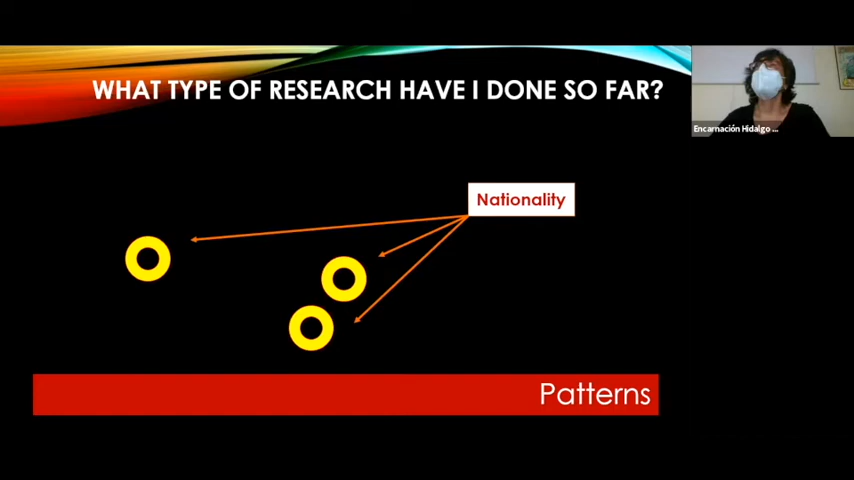 WHAT TYPE OF RESEARCH HAVE I DONE SO FAR?
Encarnación Hidalgo ...
Nationality
Patterns